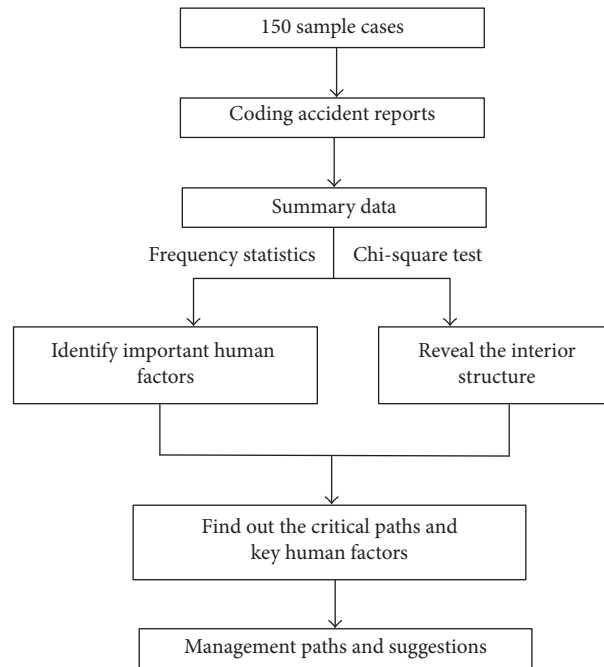 150 sample cases
Coding accident reports
Summary data
Frequency statistics
Chi-square test
Identify important human
factors
Reveal the interior
structure
Find out the critical paths and
key human factors
Management paths and suggestions